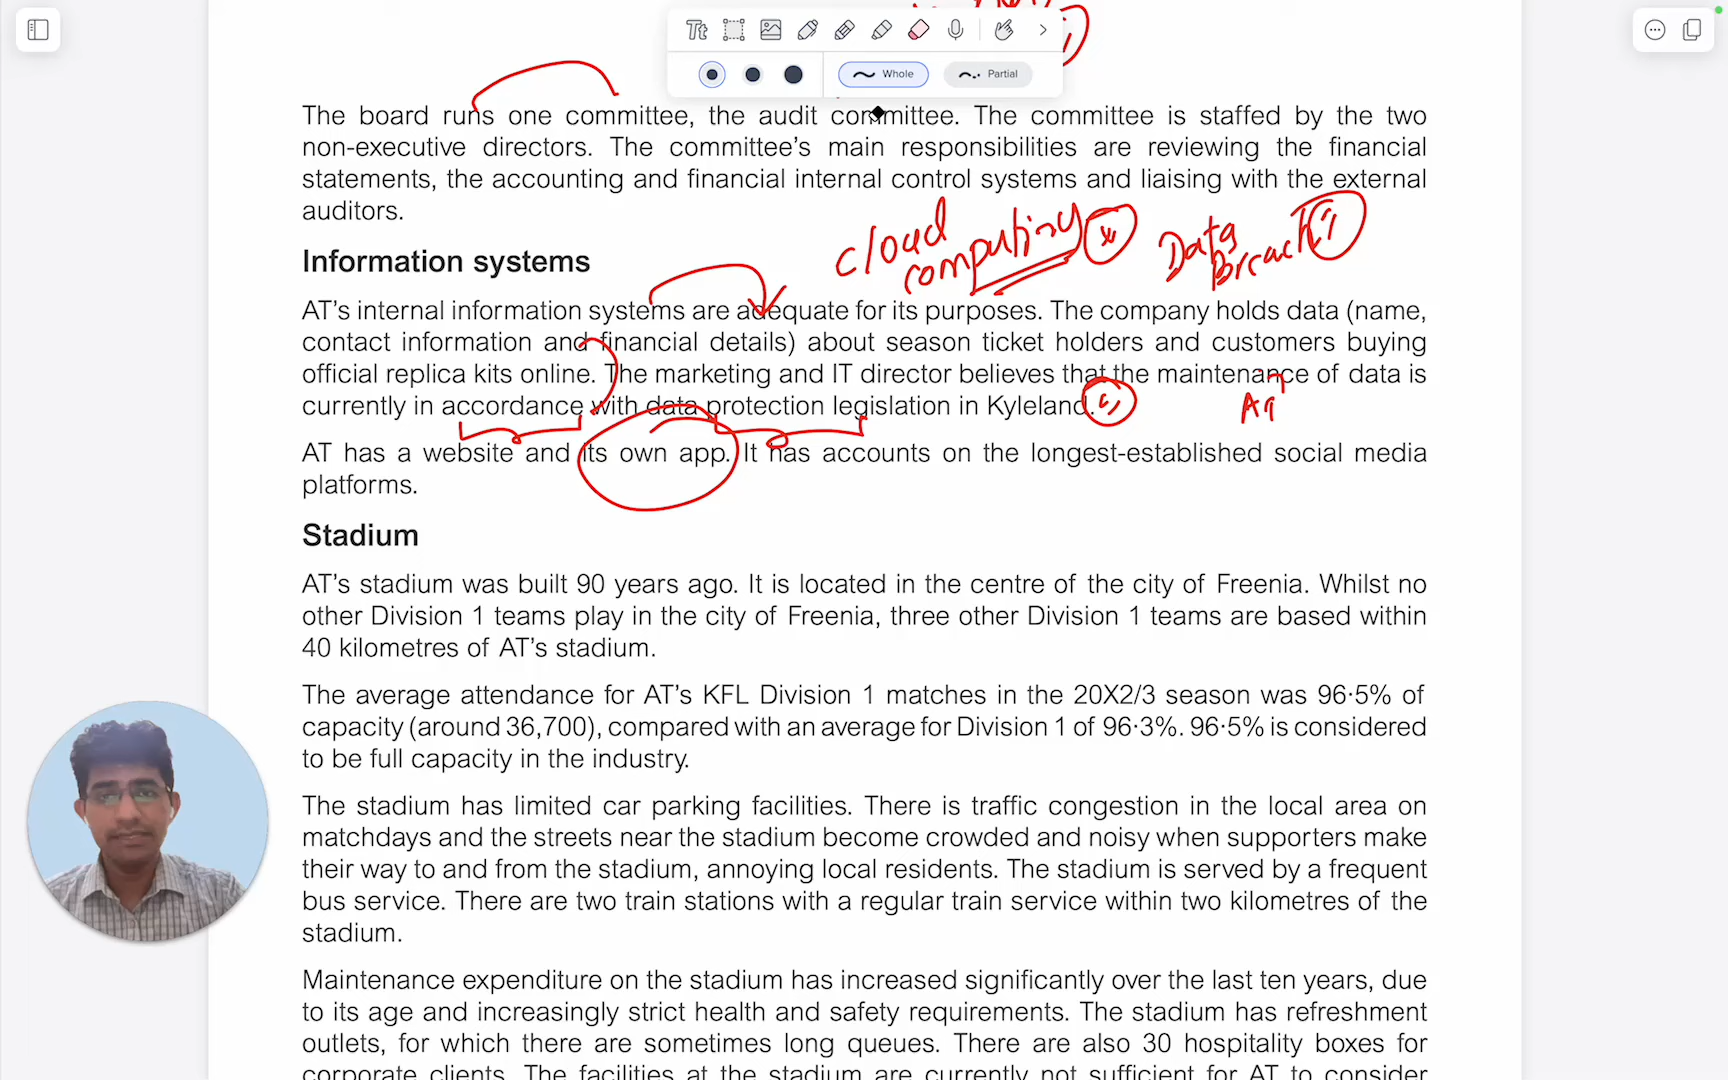 Tt
Whole
Partial
The board runs one committee, the audit committee. The committee is staffed by the two
non-executive directors. The committee’s main responsibilities are reviewing the financial
statements, the accounting and financial internal control systems and liaising with the external
auditors.
cloud
computing
Data
breach
Information systems
AT’s internal information systems are adequate for its purposes. The company holds data (name,
contact information and financial details) about season ticket holders and customers buying
official replica kits online. The marketing and IT director believes that the maintenance of data is
currently in accordance with data protection legislation in Kyleland.
AT has a website and its own app. It has accounts on the longest-established social media
platforms.
Stadium
AT’s stadium was built 90 years ago. It is located in the centre of the city of Freenia. Whilst no
other Division 1 teams play in the city of Freenia, three other Division 1 teams are based within
40 kilometres of AT’s stadium.
The average attendance for AT’s KFL Division 1 matches in the 20X2/3 season was 96·5% of
capacity (around 36,700), compared with an average for Division 1 of 96·3%. 96·5% is considered
to be full capacity in the industry.
The stadium has limited car parking facilities. There is traffic congestion in the local area on
matchdays and the streets near the stadium become crowded and noisy when supporters make
their way to and from the stadium, annoying local residents. The stadium is served by a frequent
bus service. There are two train stations with a regular train service within two kilometres of the
stadium.
Maintenance expenditure on the stadium has increased significantly over the last ten years, due
to its age and increasingly strict health and safety requirements. The stadium has refreshment
outlets, for which there are sometimes long queues. There are also 30 hospitality boxes for
corporate clients. The facilities at the stadium are currently not sufficient for AT to consider